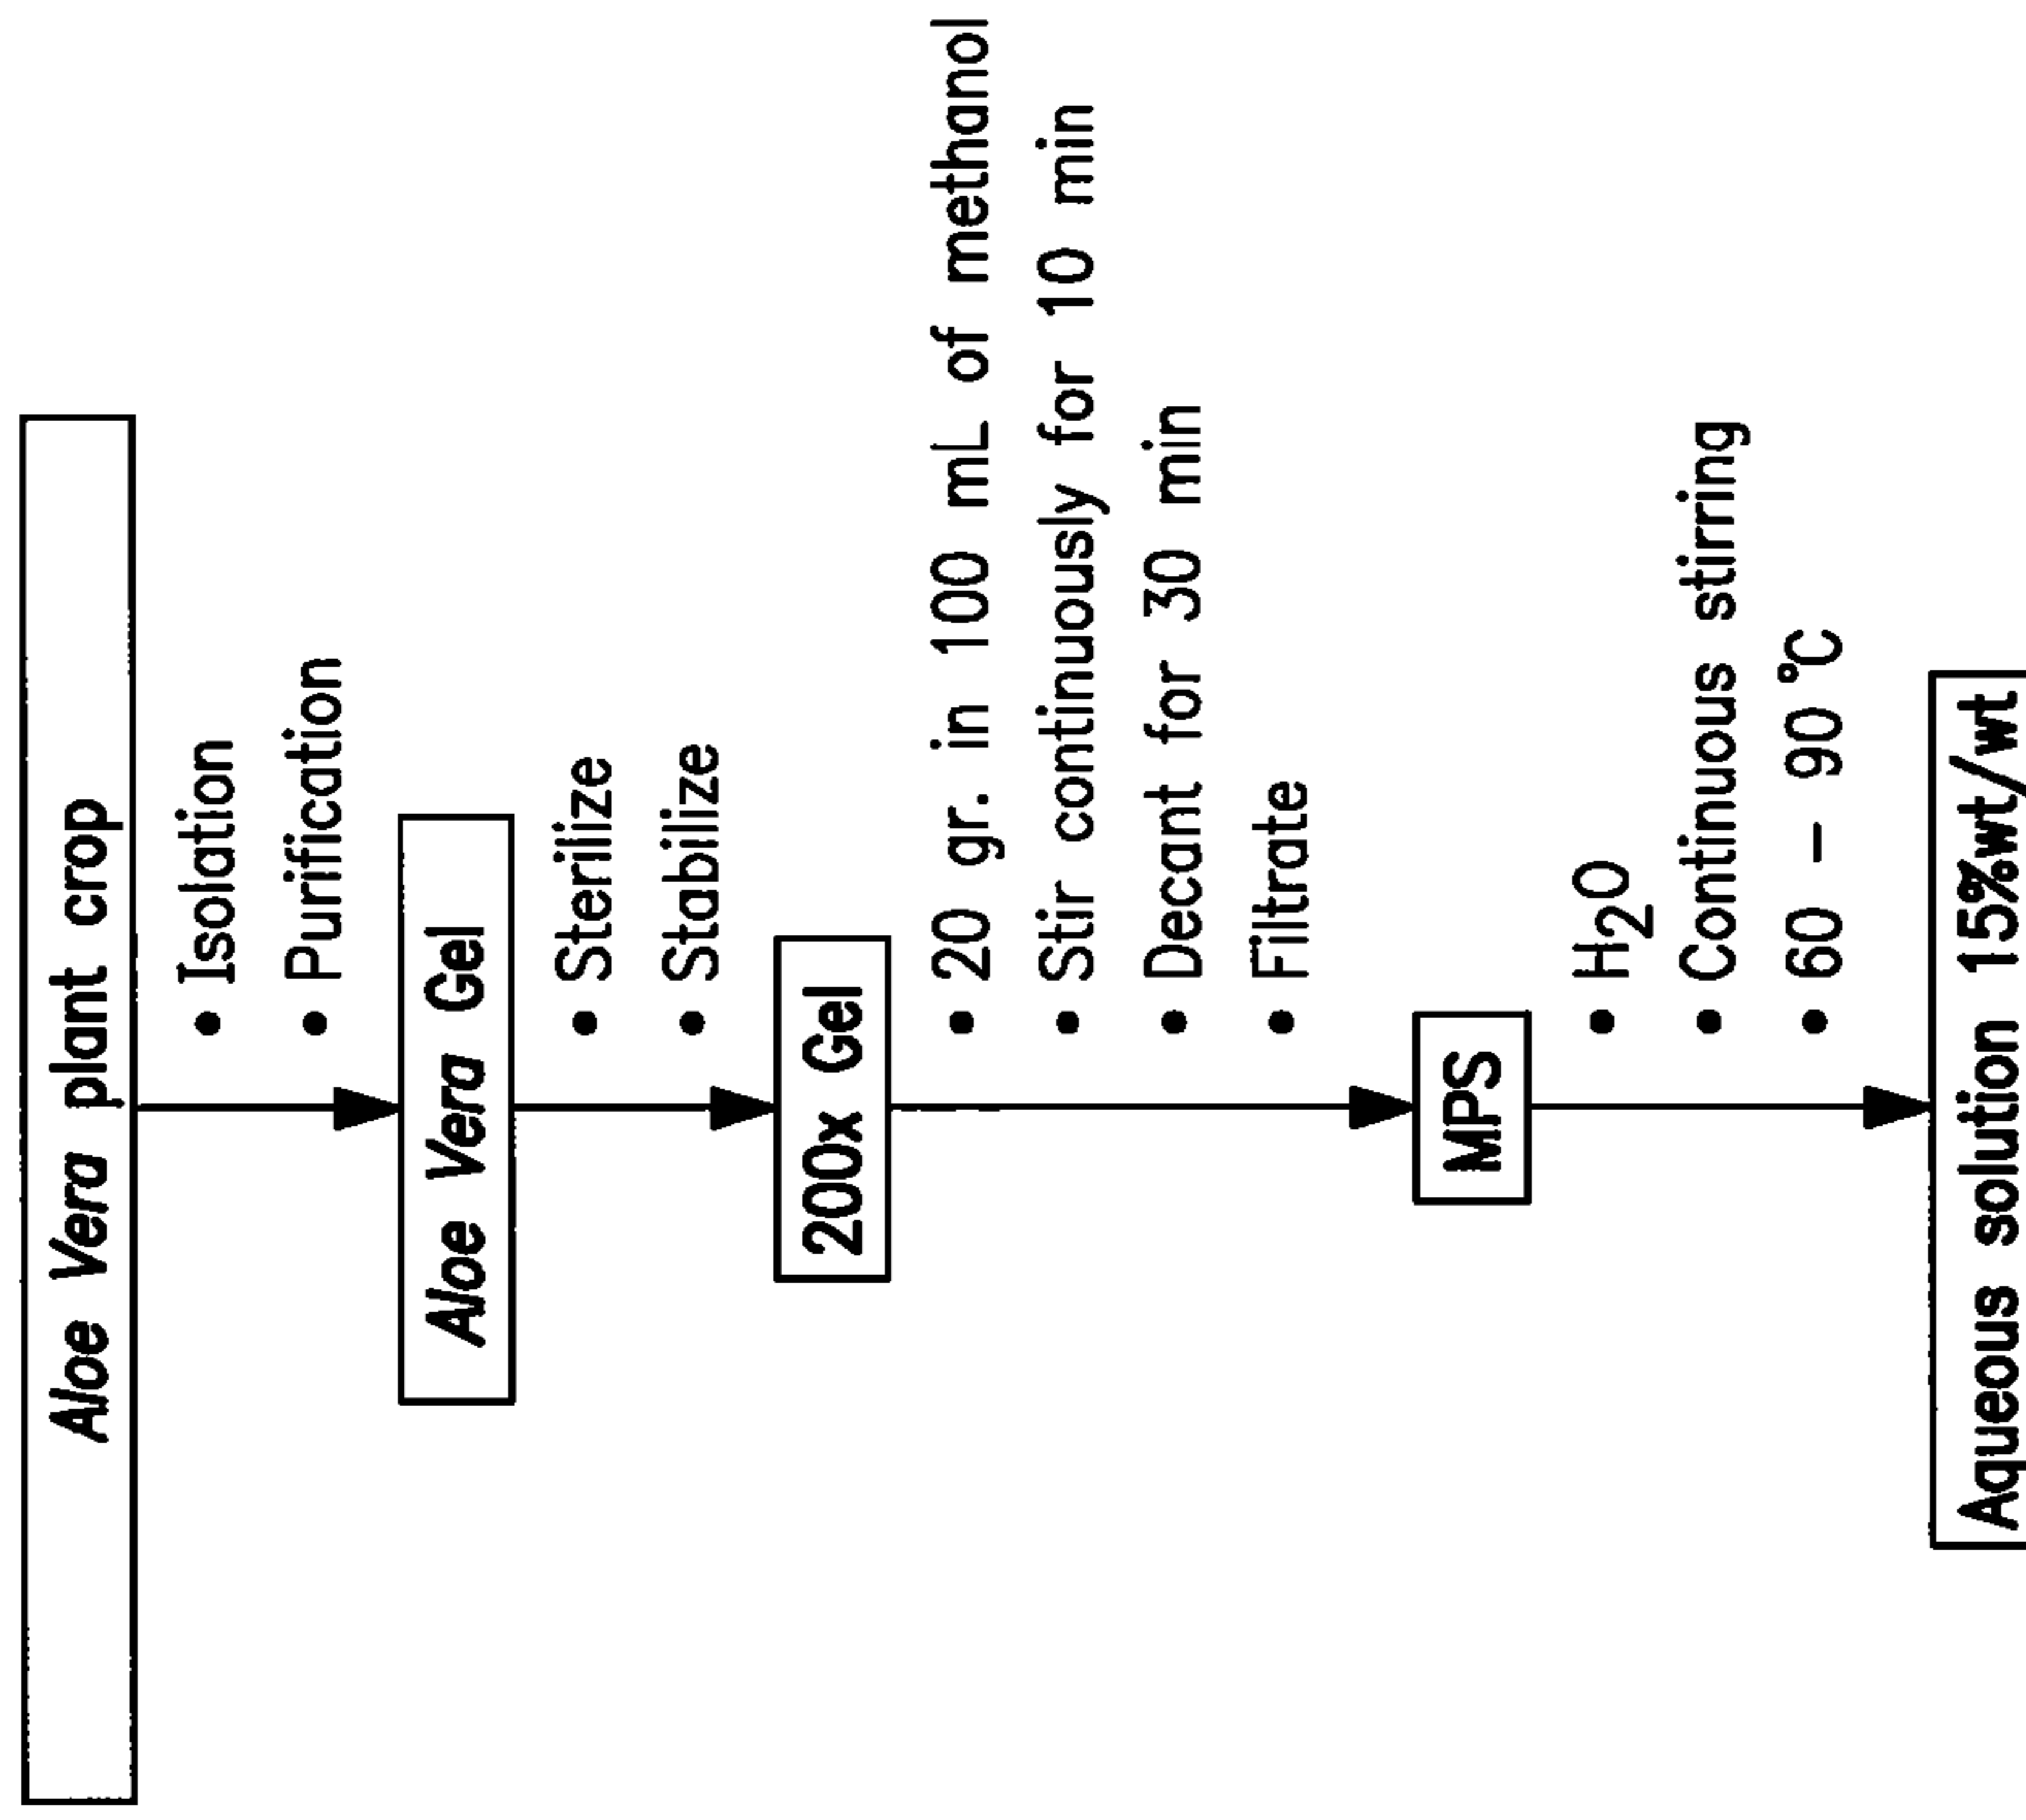 Aloe Vera plant crop
• Isolation
• Purification
Aloe Vera Gel
• Sterilize
• Stabilize
200x Gel
• 20 gr. in 100 mL of methanol
• Stir continuously for 10 min
• Decant for 30 min
• Filtrate
MPS
• H₂O
• Continuous stirring
• 60 – 90 °C
Aqueous solution 15%wt/wt